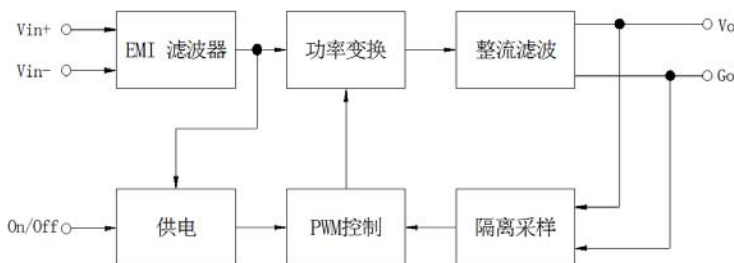 Vin+
Vin-
EMI 滤波器
功率变换
整流滤波
Vo
Go
On/Off
供电
PWM控制
隔离采样